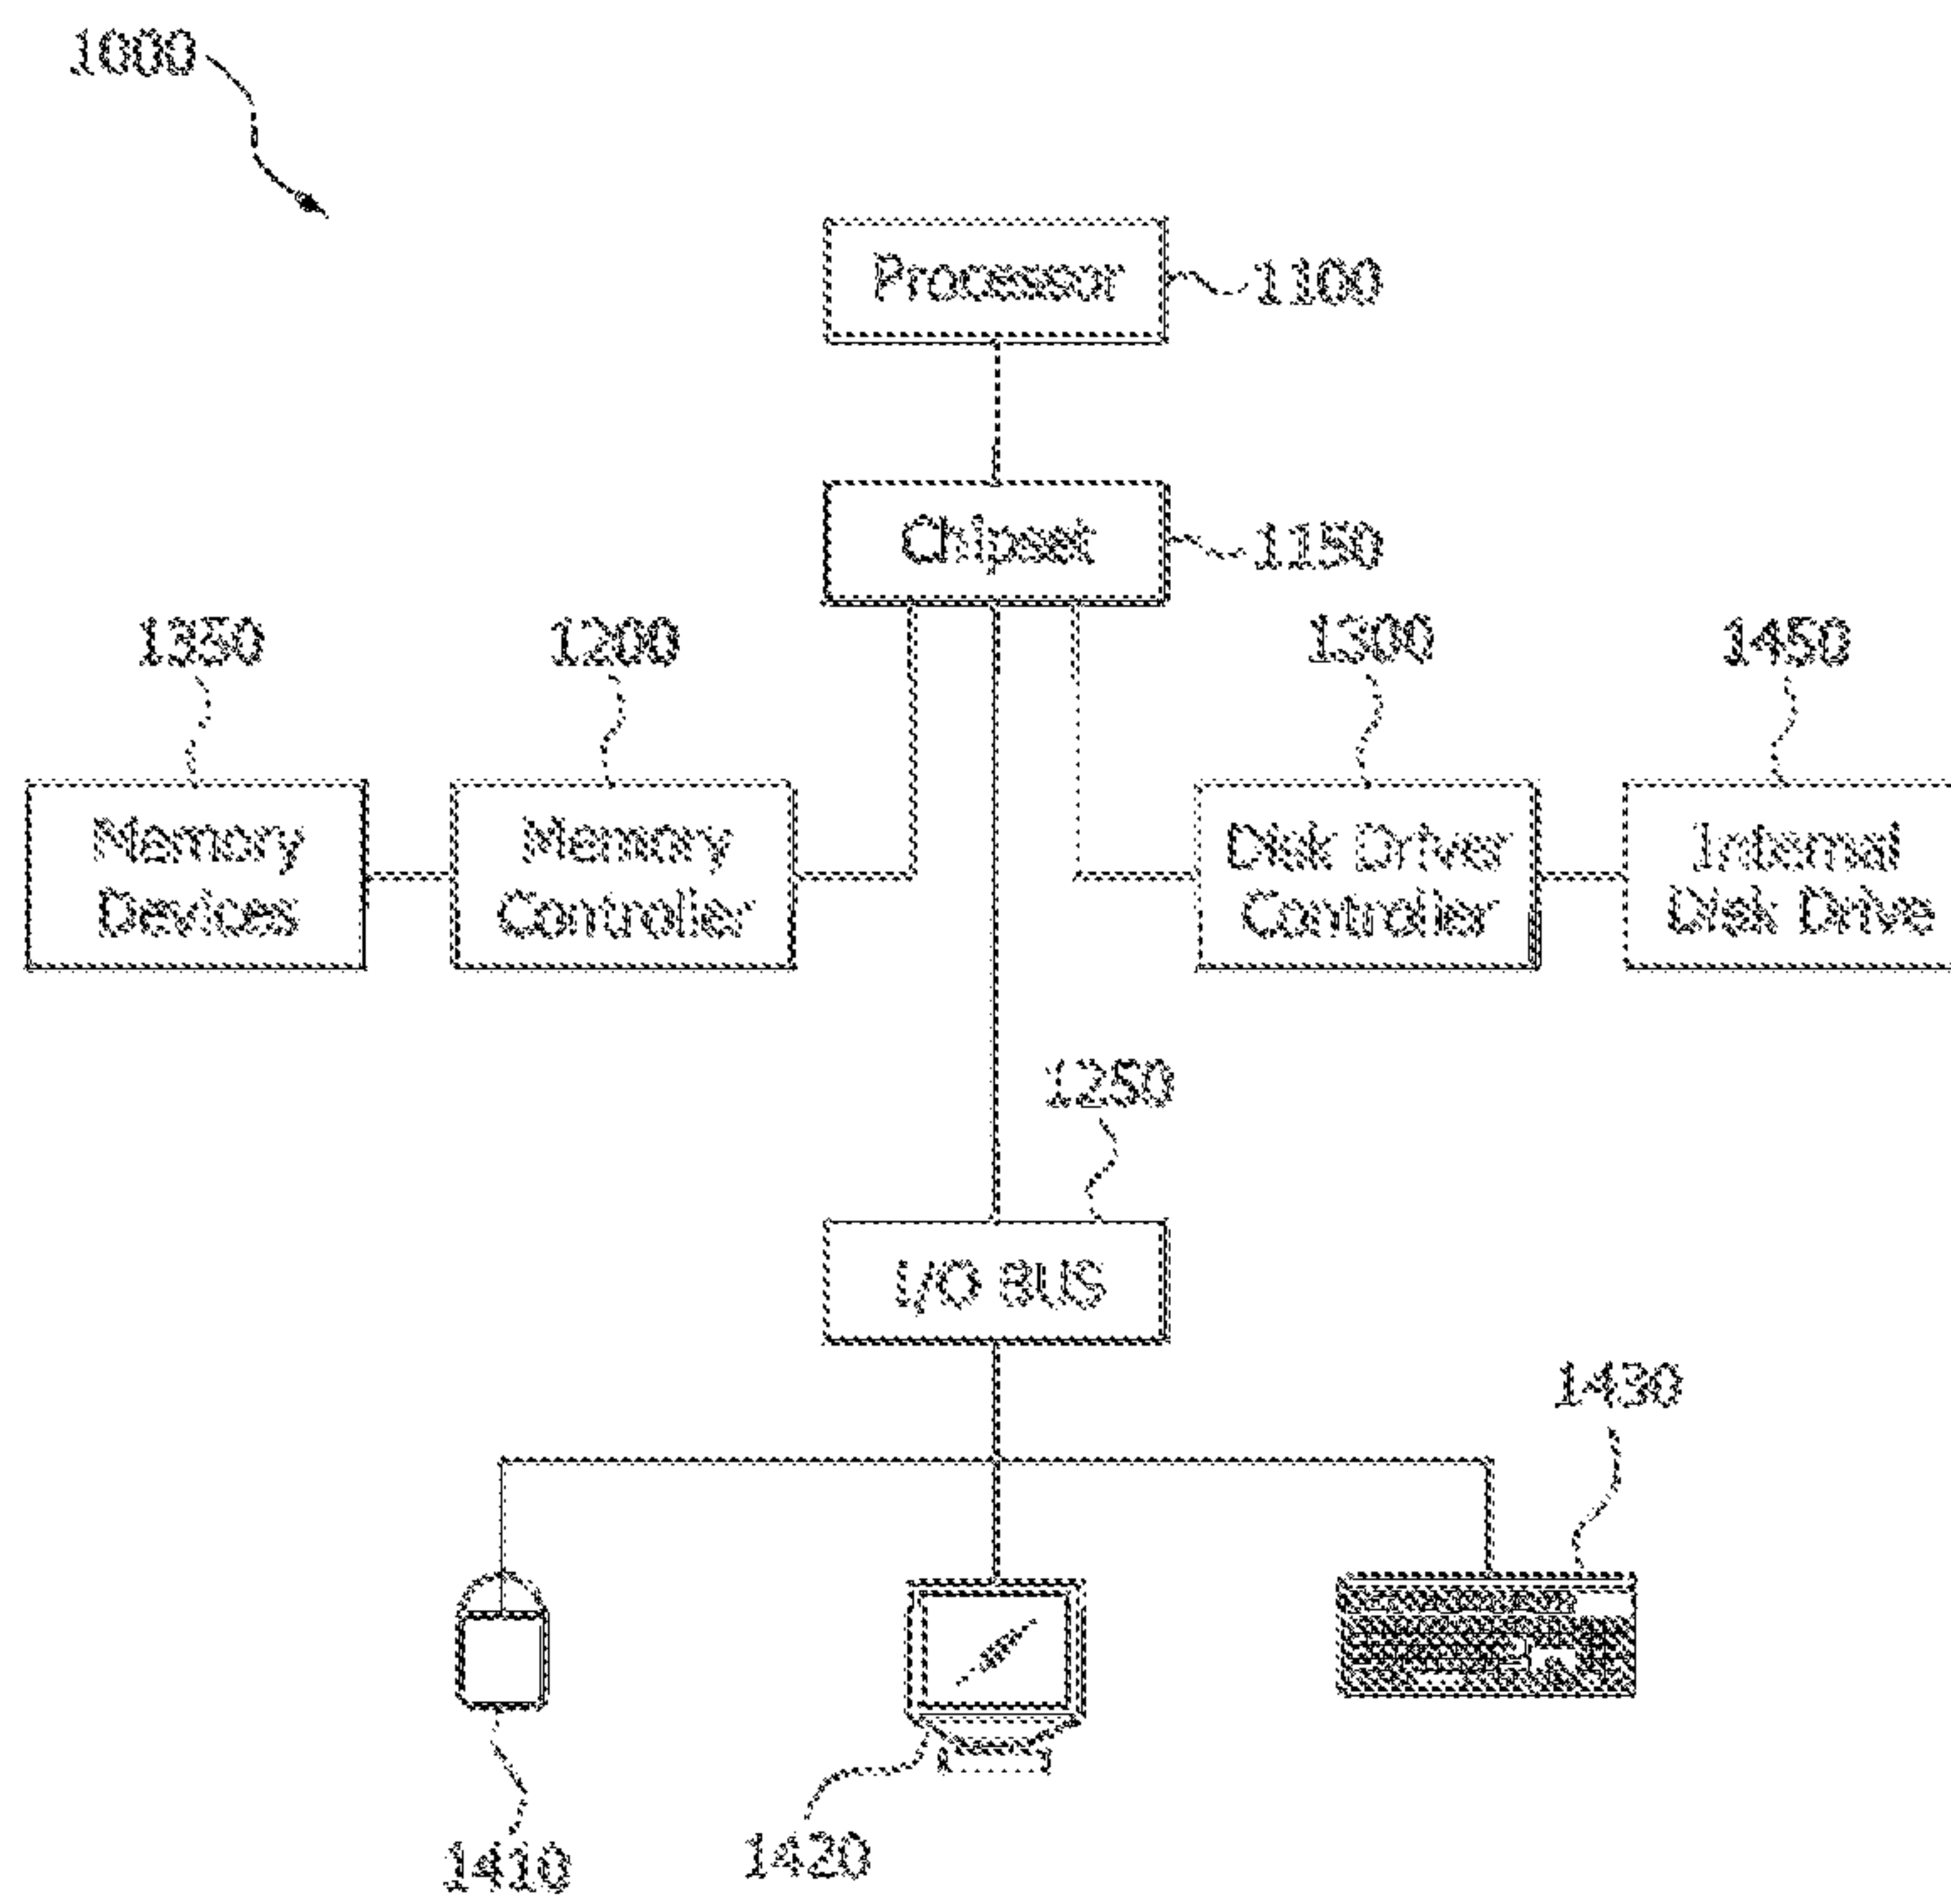 1000
Processor
1100
Chipset
1150
1350
1200
1300
1450
Memory
Devices
Memory
Controller
Disk Driver
Controller
Internal
Disk Drive
1250
I/O BUS
1430
1410
1420